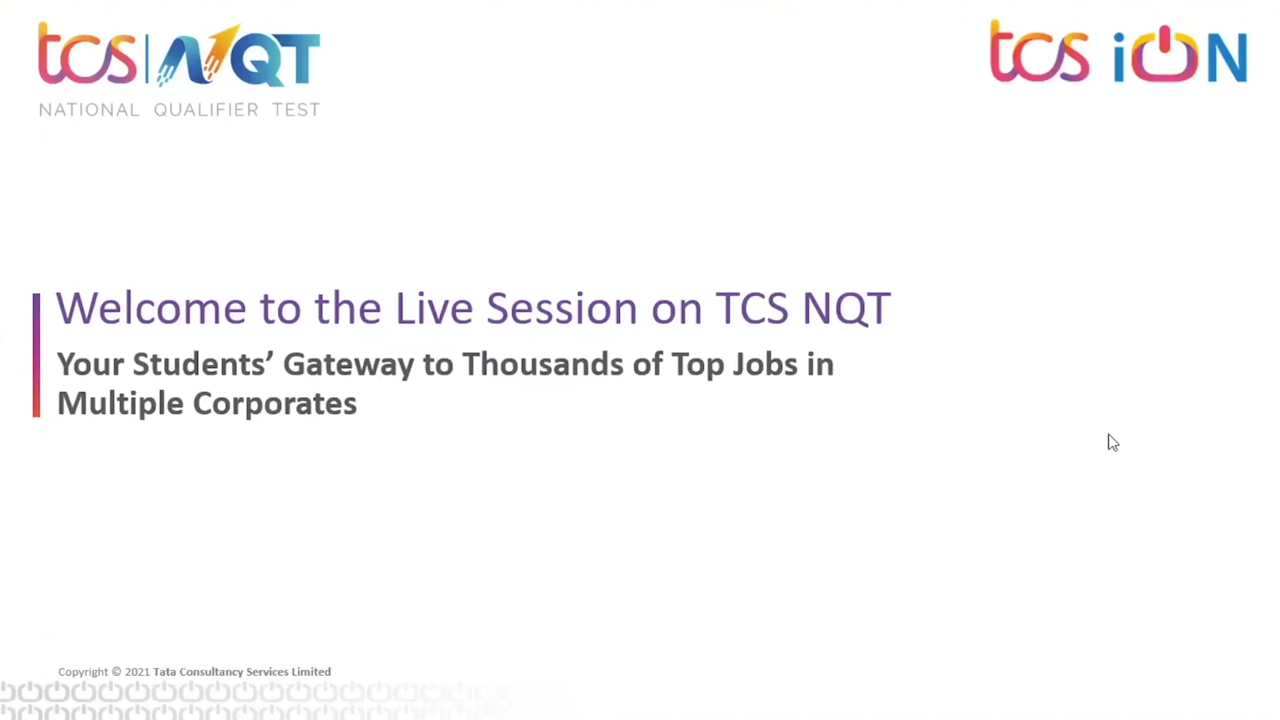 tcs | NQT
NATIONAL QUALIFIER TEST
tcs iON
Welcome to the Live Session on TCS NQT
Your Students’ Gateway to Thousands of Top Jobs in
Multiple Corporates
Copyright © 2021 Tata Consultancy Services Limited